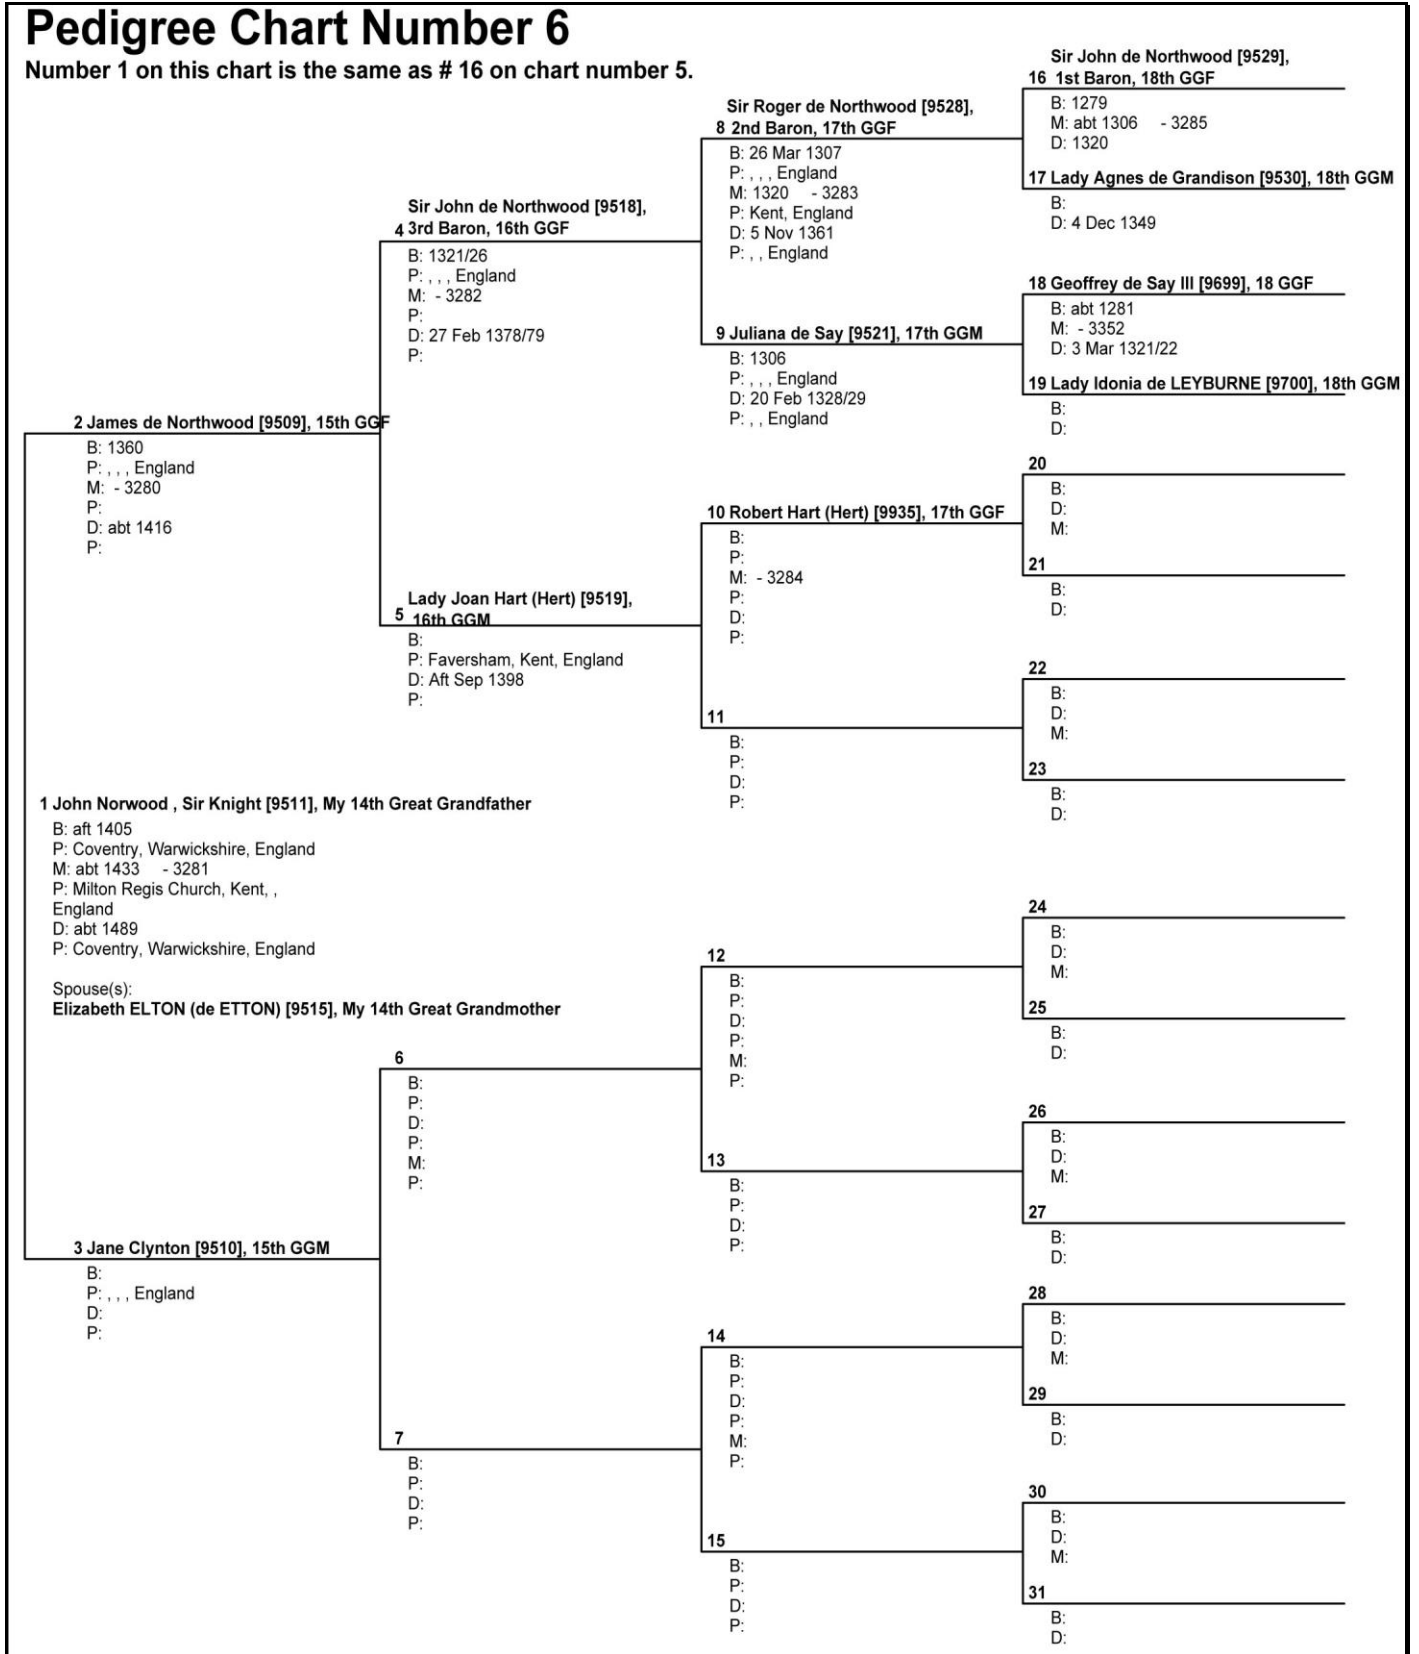 Pedigree Chart Number 6
Number 1 on this chart is the same as # 16 on chart number 5.
1 John Norwood , Sir Knight [9511], My 14th Great Grandfather
B: aft 1405
P: Coventry, Warwickshire, England
M: abt 1433 - 3281
P: Milton Regis Church, Kent, ,
England
D: abt 1489
P: Coventry, Warwickshire, England
Spouse(s):
Elizabeth ELTON (de ETTON) [9515], My 14th Great Grandmother
2 James de Northwood [9509], 15th GGF
B: 1360
P: , , , England
M: - 3280
P:
D: abt 1416
P:
3 Jane Clynton [9510], 15th GGM
B:
P: , , , England
D:
P:
Sir John de Northwood [9518],
4 3rd Baron, 16th GGF
B: 1321/26
P: , , , England
M: - 3282
P:
D: 27 Feb 1378/79
P:
Lady Joan Hart (Hert) [9519],
5 16th GGM
B:
P: Faversham, Kent, England
D: Aft Sep 1398
P:
6
B:
P:
D:
P:
M:
P:
7
B:
P:
D:
P:
Sir Roger de Northwood [9528],
8 2nd Baron, 17th GGF
B: 26 Mar 1307
P: , , , England
M: 1320 - 3283
P: Kent, England
D: 5 Nov 1361
P: , , England
9 Juliana de Say [9521], 17th GGM
B: 1306
P: , , , England
D: 20 Feb 1328/29
P: , , England
10 Robert Hart (Hert) [9935], 17th GGF
B:
P:
M: - 3284
P:
D:
P:
11
B:
P:
D:
P:
12
B:
P:
D:
P:
M:
P:
13
B:
P:
D:
P:
14
B:
P:
D:
P:
M:
P:
15
B:
P:
D:
P:
Sir John de Northwood [9529],
16 1st Baron, 18th GGF
B: 1279
M: abt 1306 - 3285
D: 1320
17 Lady Agnes de Grandison [9530], 18th GGM
B:
D: 4 Dec 1349
18 Geoffrey de Say III [9699], 18 GGF
B: abt 1281
M: - 3352
D: 3 Mar 1321/22
19 Lady Idonia de LEYBURNE [9700], 18th GGM
B:
D:
20
B:
D:
M:
21
B:
D:
22
B:
D:
M:
23
B:
D:
24
B:
D:
M:
25
B:
D:
26
B:
D:
M:
27
B:
D:
28
B:
D:
M:
29
B:
D:
30
B:
D:
M:
31
B:
D: